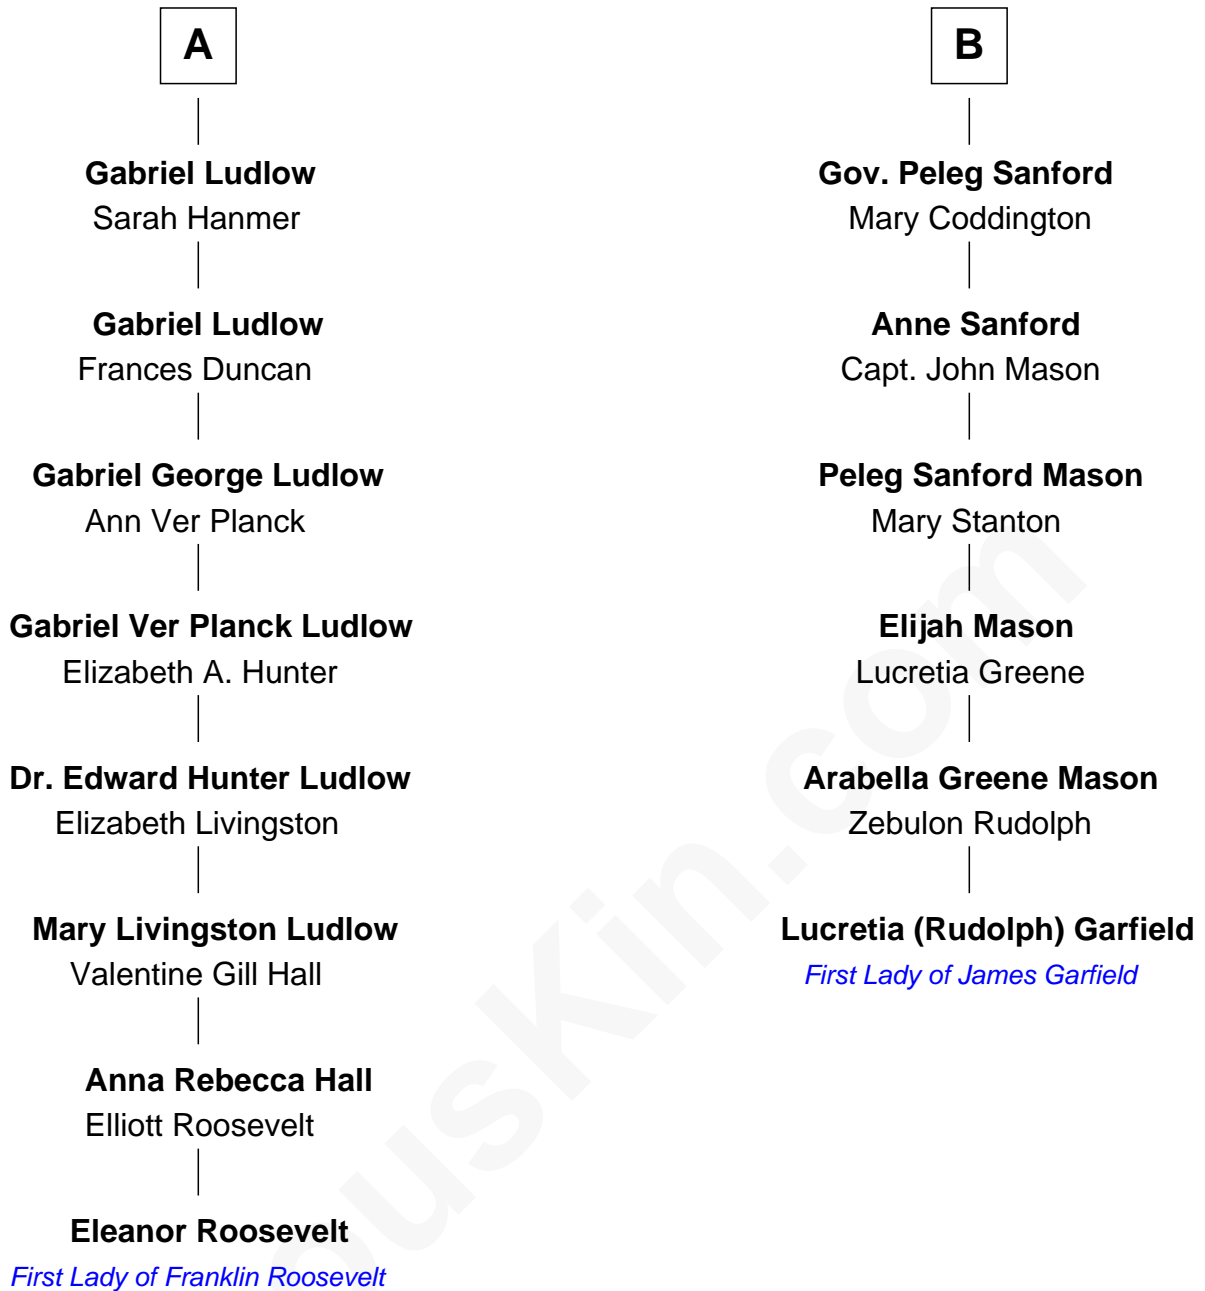 A
Gabriel Ludlow
Sarah Hanmer
Gabriel Ludlow
Frances Duncan
Gabriel George Ludlow
Ann Ver Planck
Gabriel Ver Planck Ludlow
Elizabeth A. Hunter
Dr. Edward Hunter Ludlow
Elizabeth Livingston
Mary Livingston Ludlow
Valentine Gill Hall
Anna Rebecca Hall
Elliott Roosevelt
Eleanor Roosevelt
First Lady of Franklin Roosevelt
B
Gov. Peleg Sanford
Mary Coddington
Anne Sanford
Capt. John Mason
Peleg Sanford Mason
Mary Stanton
Elijah Mason
Lucretia Greene
Arabella Greene Mason
Zebulon Rudolph
Lucretia (Rudolph) Garfield
First Lady of James Garfield
ousKin.com